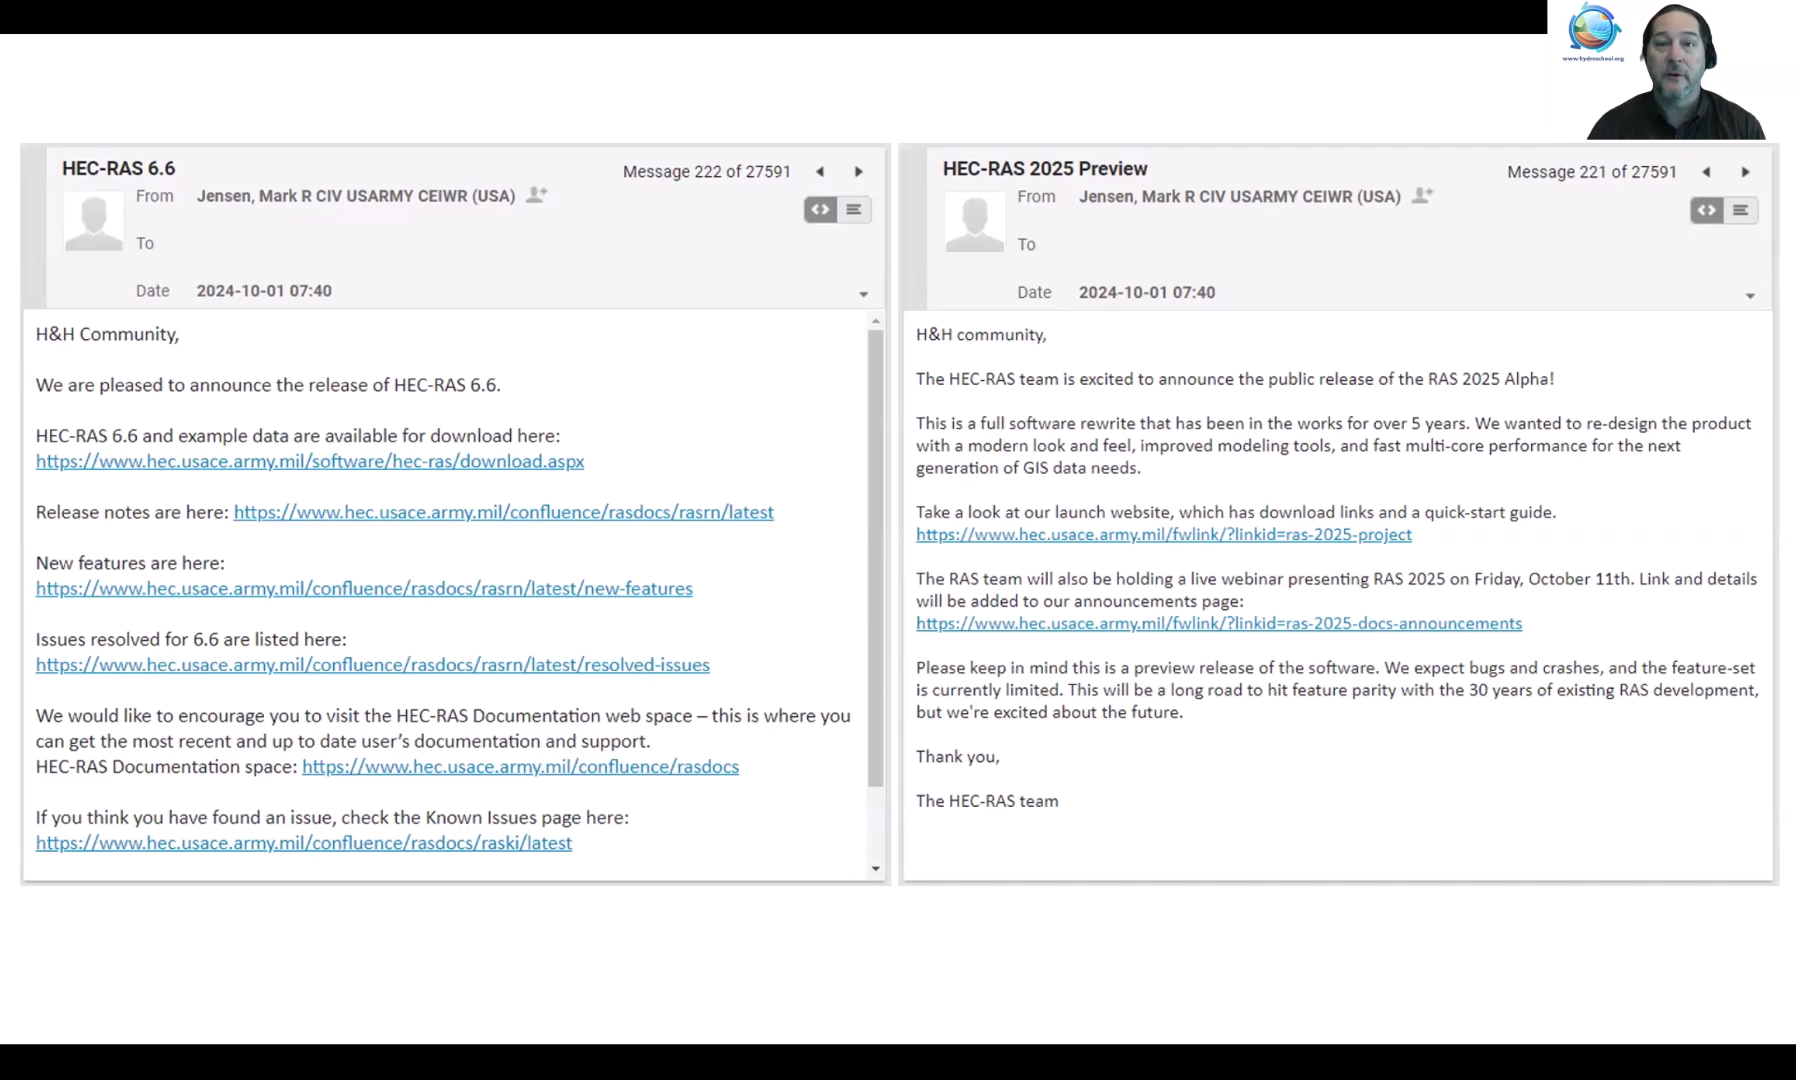 www.hydroschool.org
HEC-RAS 6.6
Message 222 of 27591
From Jensen, Mark R CIV USARMY CEIWR (USA)
To
Date 2024-10-01 07:40
H&H Community,
We are pleased to announce the release of HEC-RAS 6.6.
HEC-RAS 6.6 and example data are available for download here:
https://www.hec.usace.army.mil/software/hec-ras/download.aspx
Release notes are here: https://www.hec.usace.army.mil/confluence/rasdocs/rasrn/latest
New features are here:
https://www.hec.usace.army.mil/confluence/rasdocs/rasrn/latest/new-features
Issues resolved for 6.6 are listed here:
https://www.hec.usace.army.mil/confluence/rasdocs/rasrn/latest/resolved-issues
We would like to encourage you to visit the HEC-RAS Documentation web space – this is where you
can get the most recent and up to date user’s documentation and support.
HEC-RAS Documentation space: https://www.hec.usace.army.mil/confluence/rasdocs
If you think you have found an issue, check the Known Issues page here:
https://www.hec.usace.army.mil/confluence/rasdocs/raski/latest
HEC-RAS 2025 Preview
Message 221 of 27591
From Jensen, Mark R CIV USARMY CEIWR (USA)
To
Date 2024-10-01 07:40
H&H community,
The HEC-RAS team is excited to announce the public release of the RAS 2025 Alpha!
This is a full software rewrite that has been in the works for over 5 years. We wanted to re-design the product
with a modern look and feel, improved modeling tools, and fast multi-core performance for the next
generation of GIS data needs.
Take a look at our launch website, which has download links and a quick-start guide.
https://www.hec.usace.army.mil/fwlink/?linkid=ras-2025-project
The RAS team will also be holding a live webinar presenting RAS 2025 on Friday, October 11th. Link and details
will be added to our announcements page:
https://www.hec.usace.army.mil/fwlink/?linkid=ras-2025-docs-announcements
Please keep in mind this is a preview release of the software. We expect bugs and crashes, and the feature-set
is currently limited. This will be a long road to hit feature parity with the 30 years of existing RAS development,
but we're excited about the future.
Thank you,
The HEC-RAS team